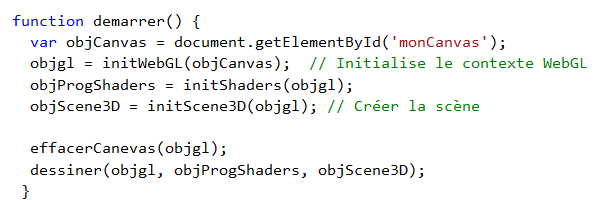 function demarrer() {
  var objCanvas = document.getElementById('monCanvas');
  objgl = initWebGL(objCanvas);  // Initialise le contexte WebGL
  objProgShaders = initShaders(objgl);
  objScene3D = initScene3D(objgl); // Créer la scène

  effacerCanevas(objgl);
  dessiner(objgl, objProgShaders, objScene3D);
 }